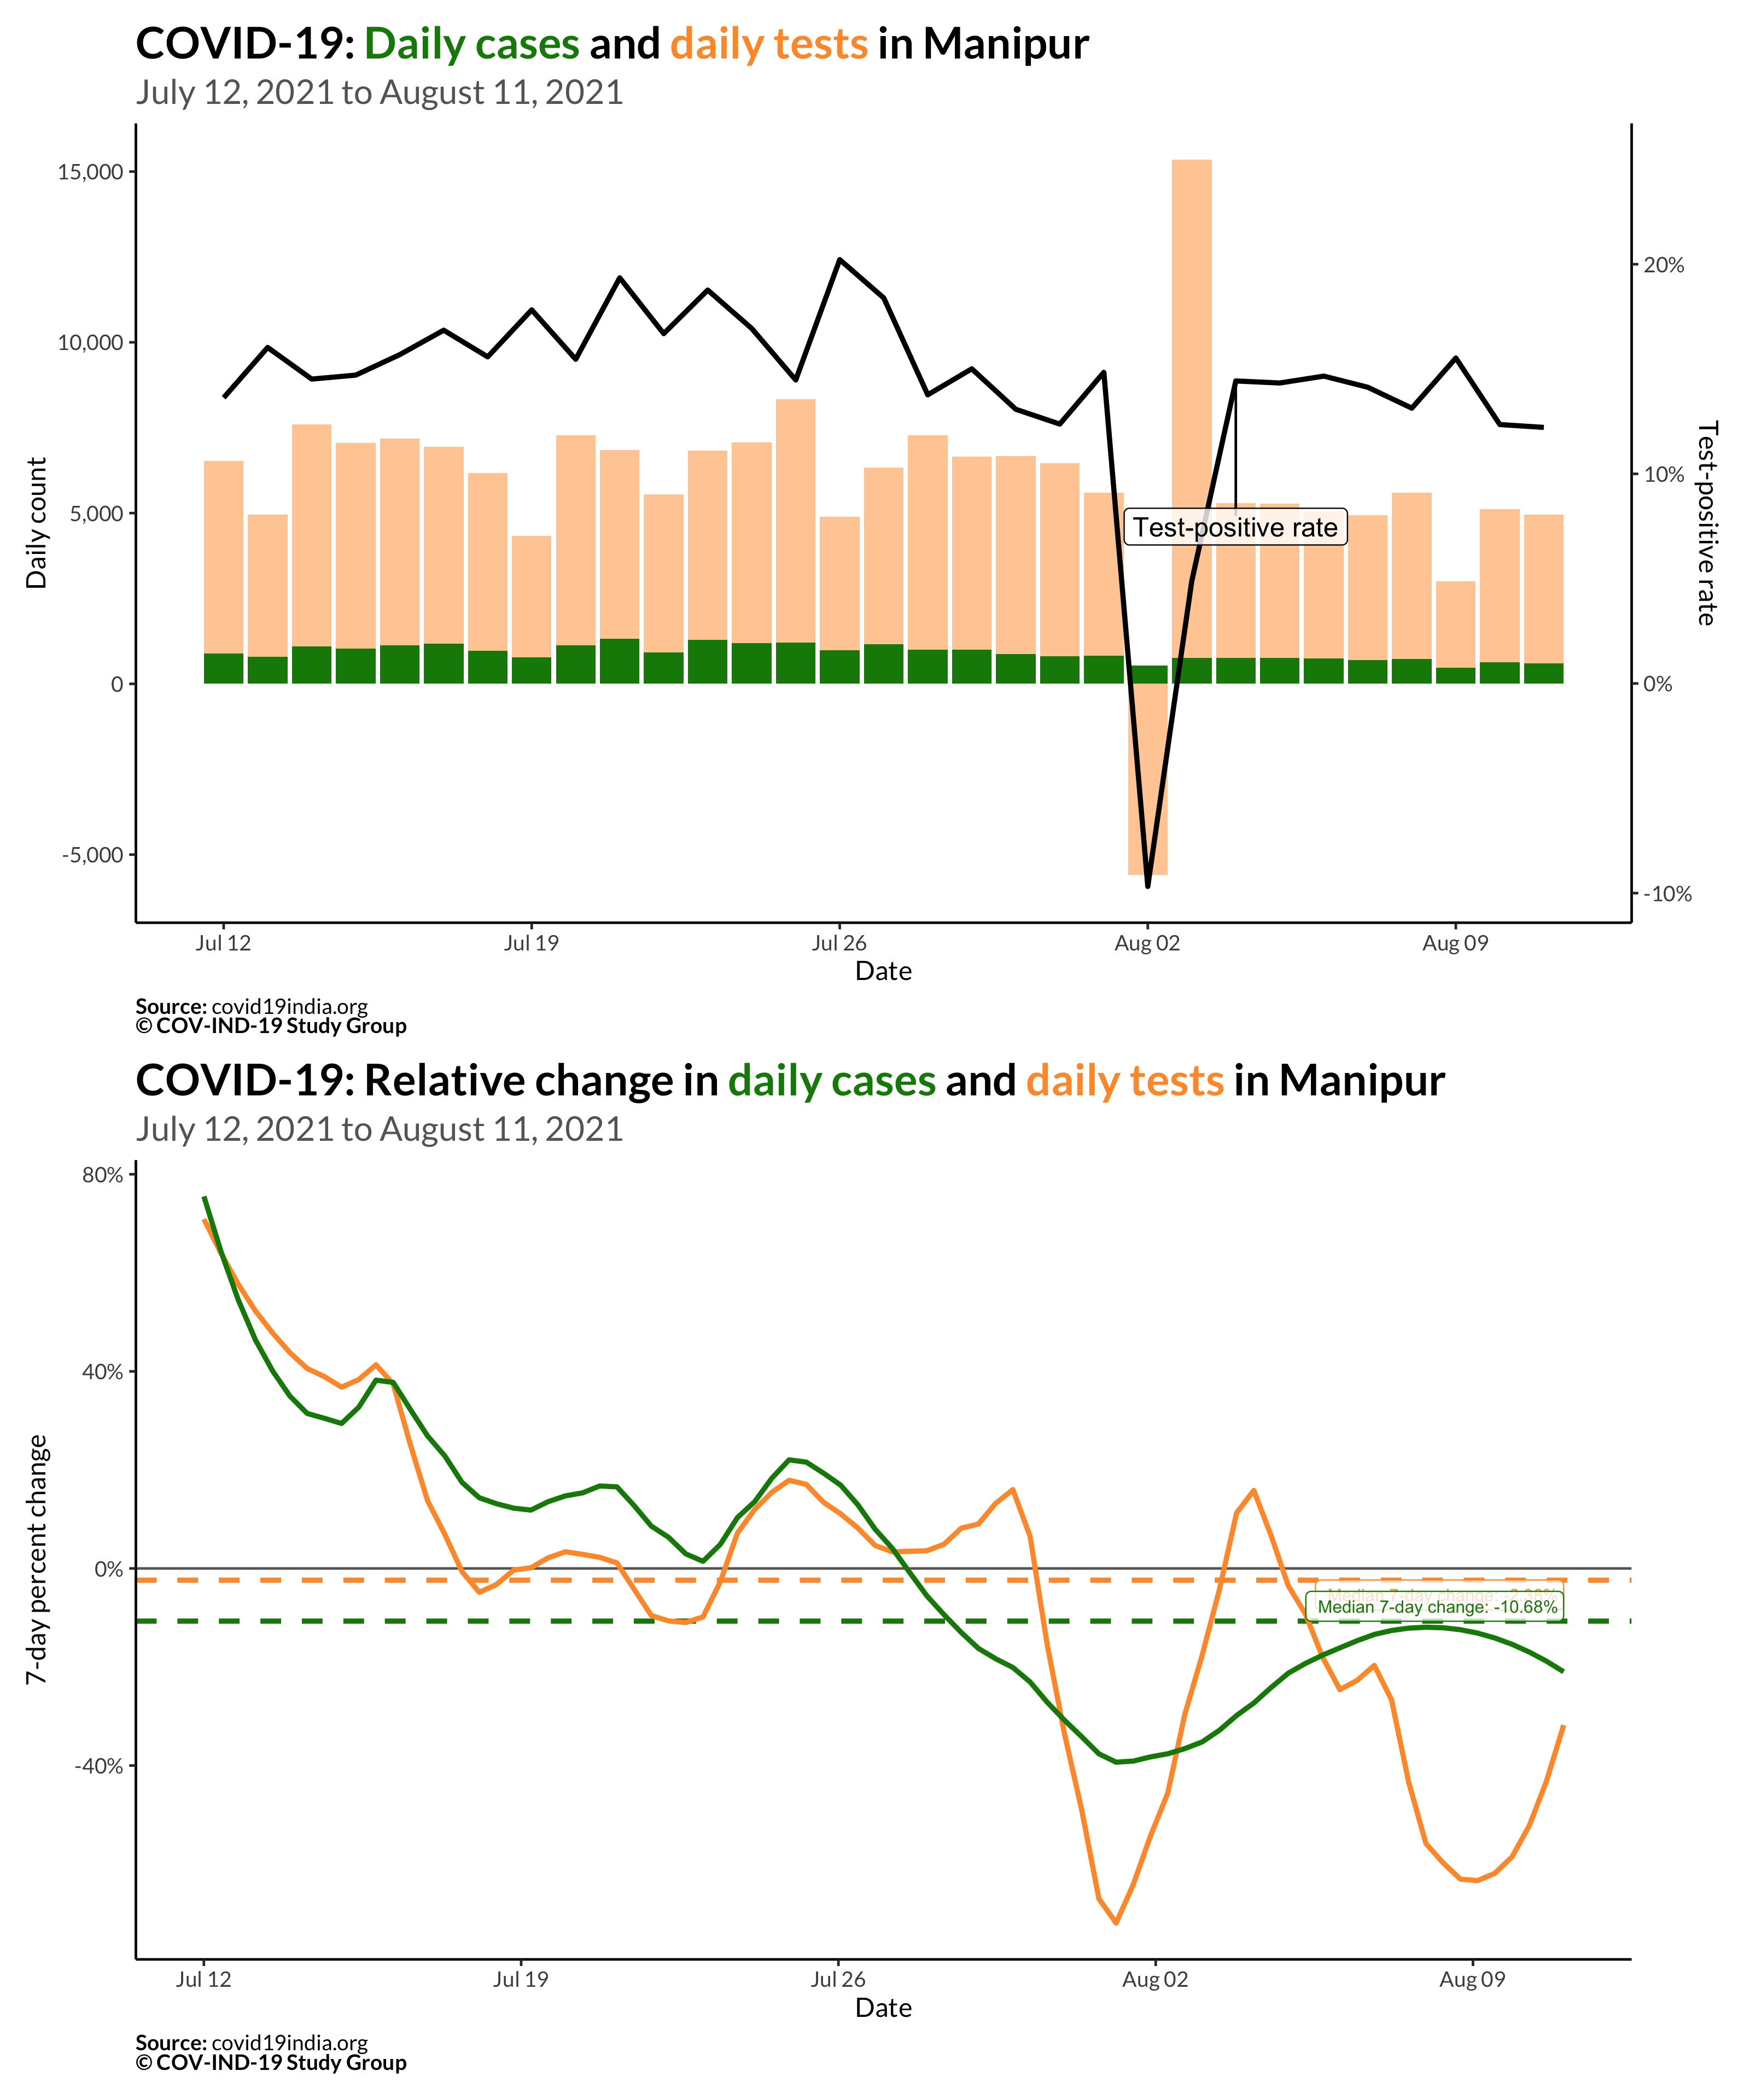 COVID-19: Daily cases and daily tests in Manipur
July 12, 2021 to August 11, 2021
Daily count
15,000
10,000
5,000
0
-5,000
Test-positive rate
20%
10%
0%
-10%
Test-positive rate
Jul 12
Jul 19
Jul 26
Aug 02
Aug 09
Date
Source: covid19india.org
© COV-IND-19 Study Group
COVID-19: Relative change in daily cases and daily tests in Manipur
July 12, 2021 to August 11, 2021
7-day percent change
80%
40%
0%
-40%
Median 7-day change:
Median 7-day change: -10.68%
Jul 12
Jul 19
Jul 26
Aug 02
Aug 09
Date
Source: covid19india.org
© COV-IND-19 Study Group